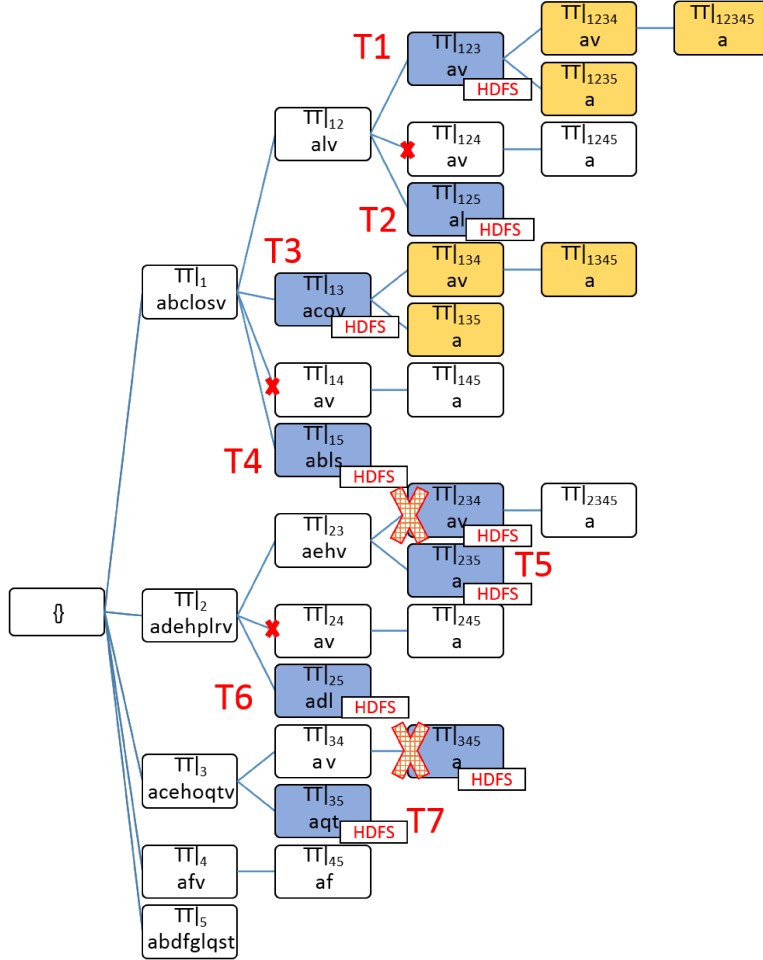 {}
TT|1
abclosv
TT|12
alv
T1
TT|123
av
HDFS
TT|1234
av
TT|12345
a
TT|1235
a
TT|124
av
TT|1245
a
T2
TT|125
al
HDFS
T3
TT|13
acov
HDFS
TT|134
av
TT|1345
a
TT|135
a
TT|14
av
TT|145
a
T4
TT|15
abls
HDFS
TT|2
adehplrv
TT|23
aehv
TT|234
av
HDFS
TT|2345
a
TT|235
a
HDFS
T5
TT|24
av
TT|245
a
T6
TT|25
adl
HDFS
TT|3
acehoqtv
TT|34
av
TT|345
a
HDFS
TT|35
aqt
HDFS
T7
TT|4
afv
TT|45
af
TT|5
abdfglqst